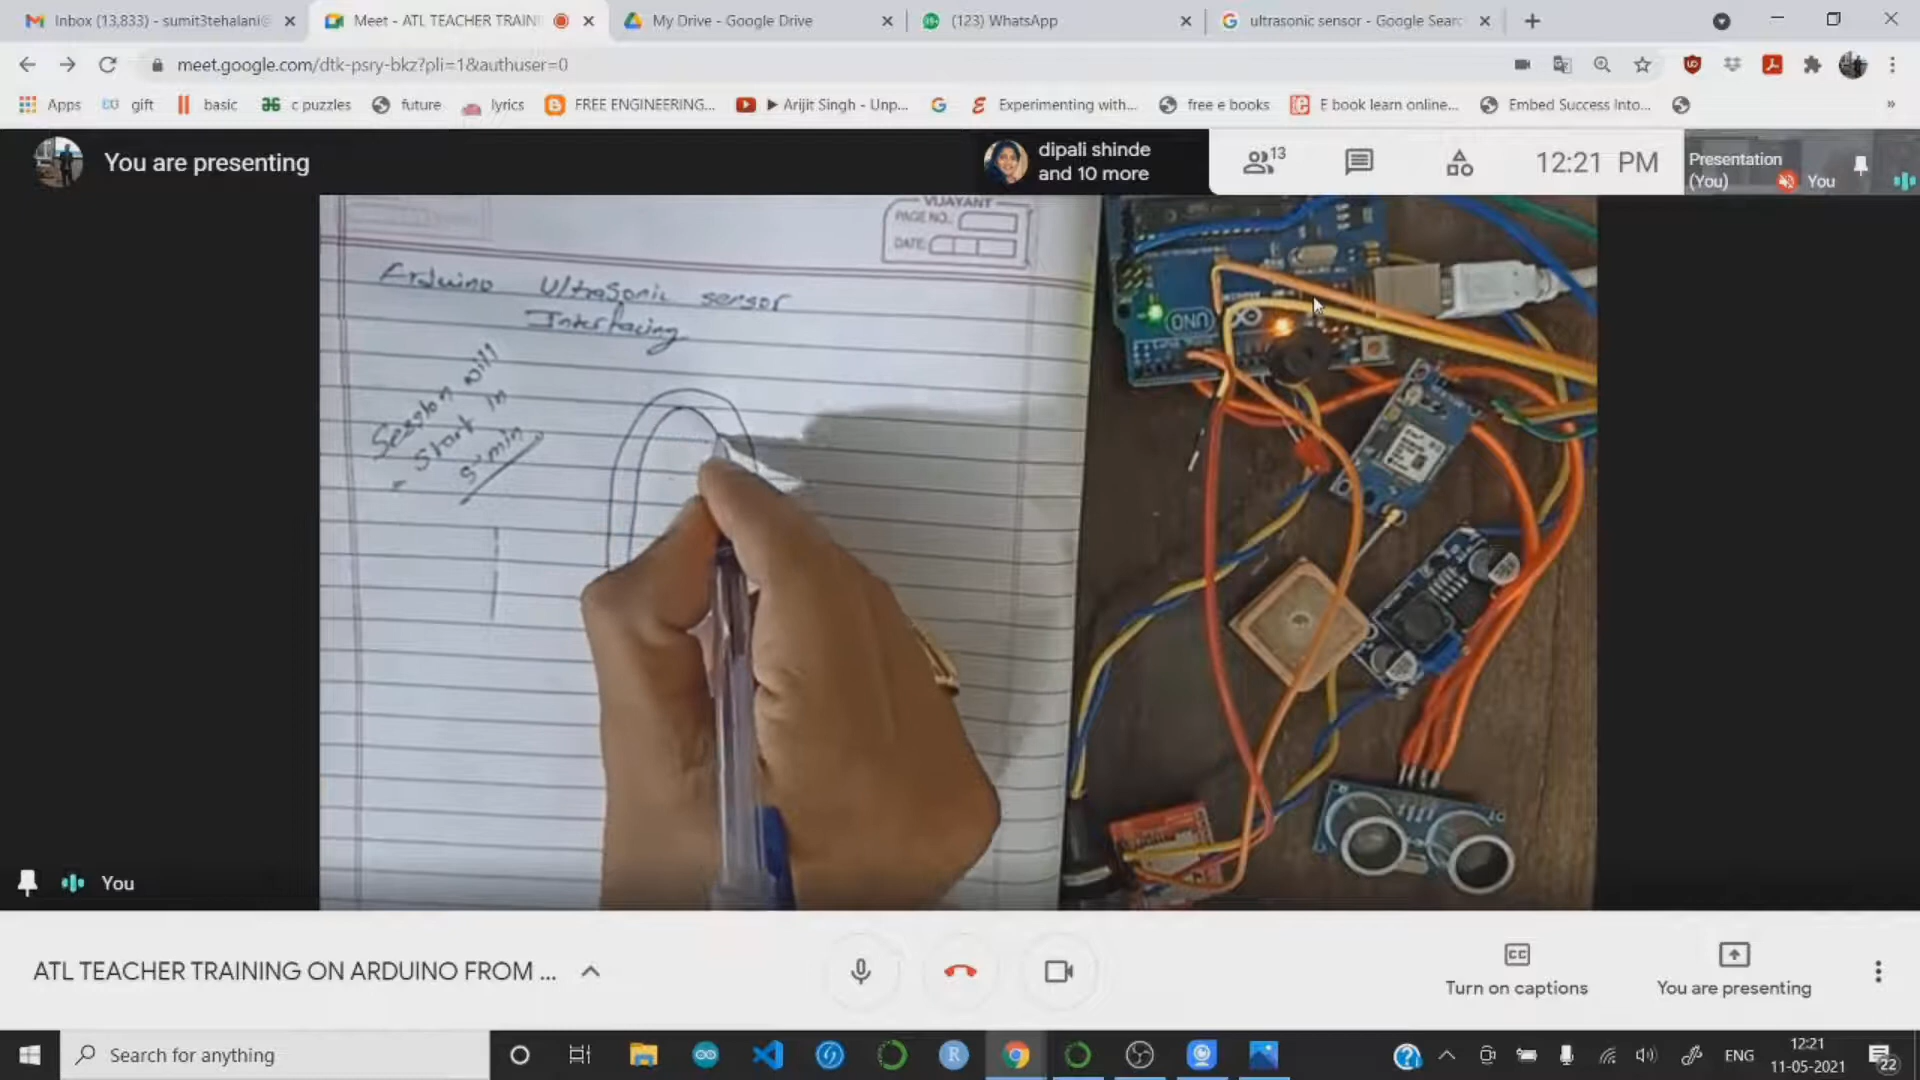 Inbox (13,833) - sumit3tehalani@
Meet - ATL TEACHER TRAIN
My Drive - Google Drive
(123) WhatsApp
ultrasonic sensor - Google Searc
meet.google.com/dtk-psry-bkz?pli=1&authuser=0
Apps
gift
basic
c puzzles
future
lyrics
FREE ENGINEERING...
► Arijit Singh - Unp...
Experimenting with...
free e books
E book learn online...
Embed Success Into...
»
You are presenting
dipali shinde
and 10 more
13
12:21 PM
Presentation
(You)
You
VIJAYANT
PAGE NO.:
DATE:
Arduino UltraSonic sensor
Interfacing
Session will
start in
5 min
UNO
You
ATL TEACHER TRAINING ON ARDUINO FROM ...
Turn on captions
You are presenting
Search for anything
ENG
12:21
11-05-2021
22